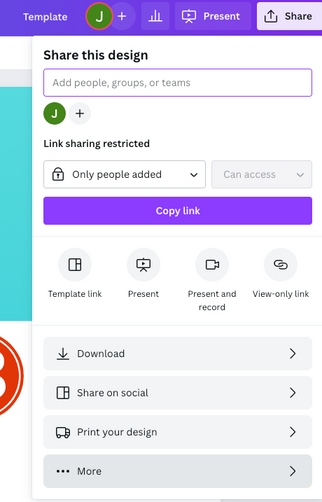 Template J + Present Share
Share this design
Add people, groups, or teams
J +
Link sharing restricted
Only people added Can access
Copy link
Template link Present Present and record View-only link
Download
Share on social
Print your design
More